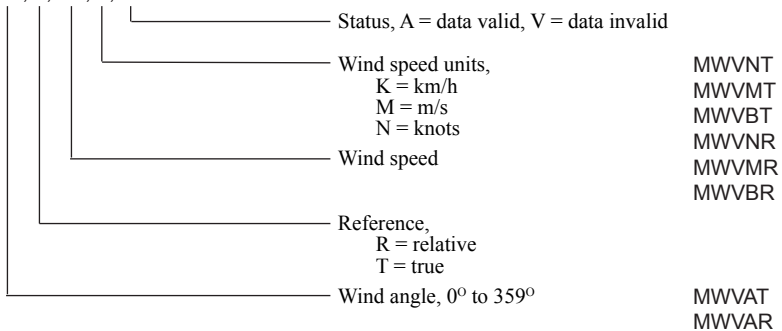 Status, A = data valid, V = data invalid
Wind speed units,
K = km/h
M = m/s
N = knots
Wind speed
Reference,
R = relative
T = true
Wind angle, 0° to 359°
MWVNT
MWVMT
MWVBT
MWVNR
MWVMR
MWVBR
MWVAT
MWVAR